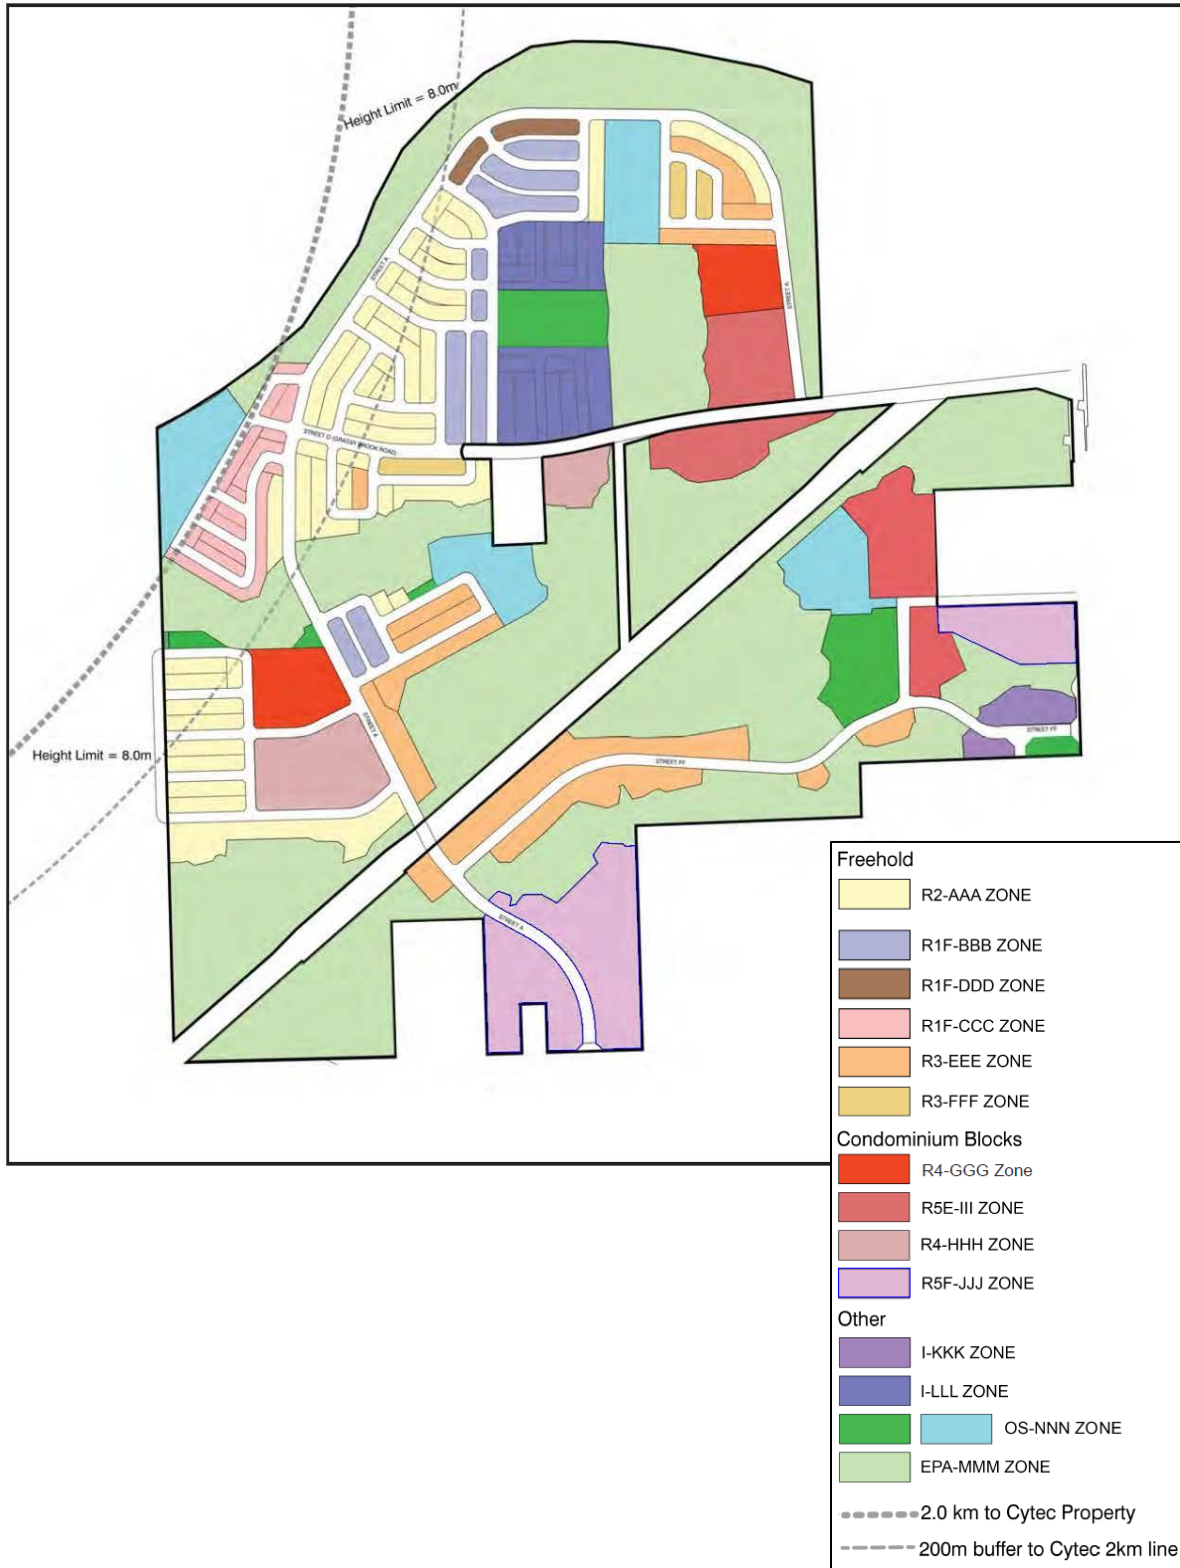 Height Limit = 8.0m
STREET A
STREET A
STREET D (GRASSY BROOK ROAD)
STREET A
Height Limit = 8.0m
STREET FF
STREET FF
STREET A
Freehold
R2-AAA ZONE
R1F-BBB ZONE
R1F-DDD ZONE
R1F-CCC ZONE
R3-EEE ZONE
R3-FFF ZONE
Condominium Blocks
R4-GGG Zone
R5E-III ZONE
R4-HHH ZONE
R5F-JJJ ZONE
Other
I-KKK ZONE
I-LLL ZONE
OS-NNN ZONE
EPA-MMM ZONE
2.0 km to Cytec Property
200m buffer to Cytec 2km line